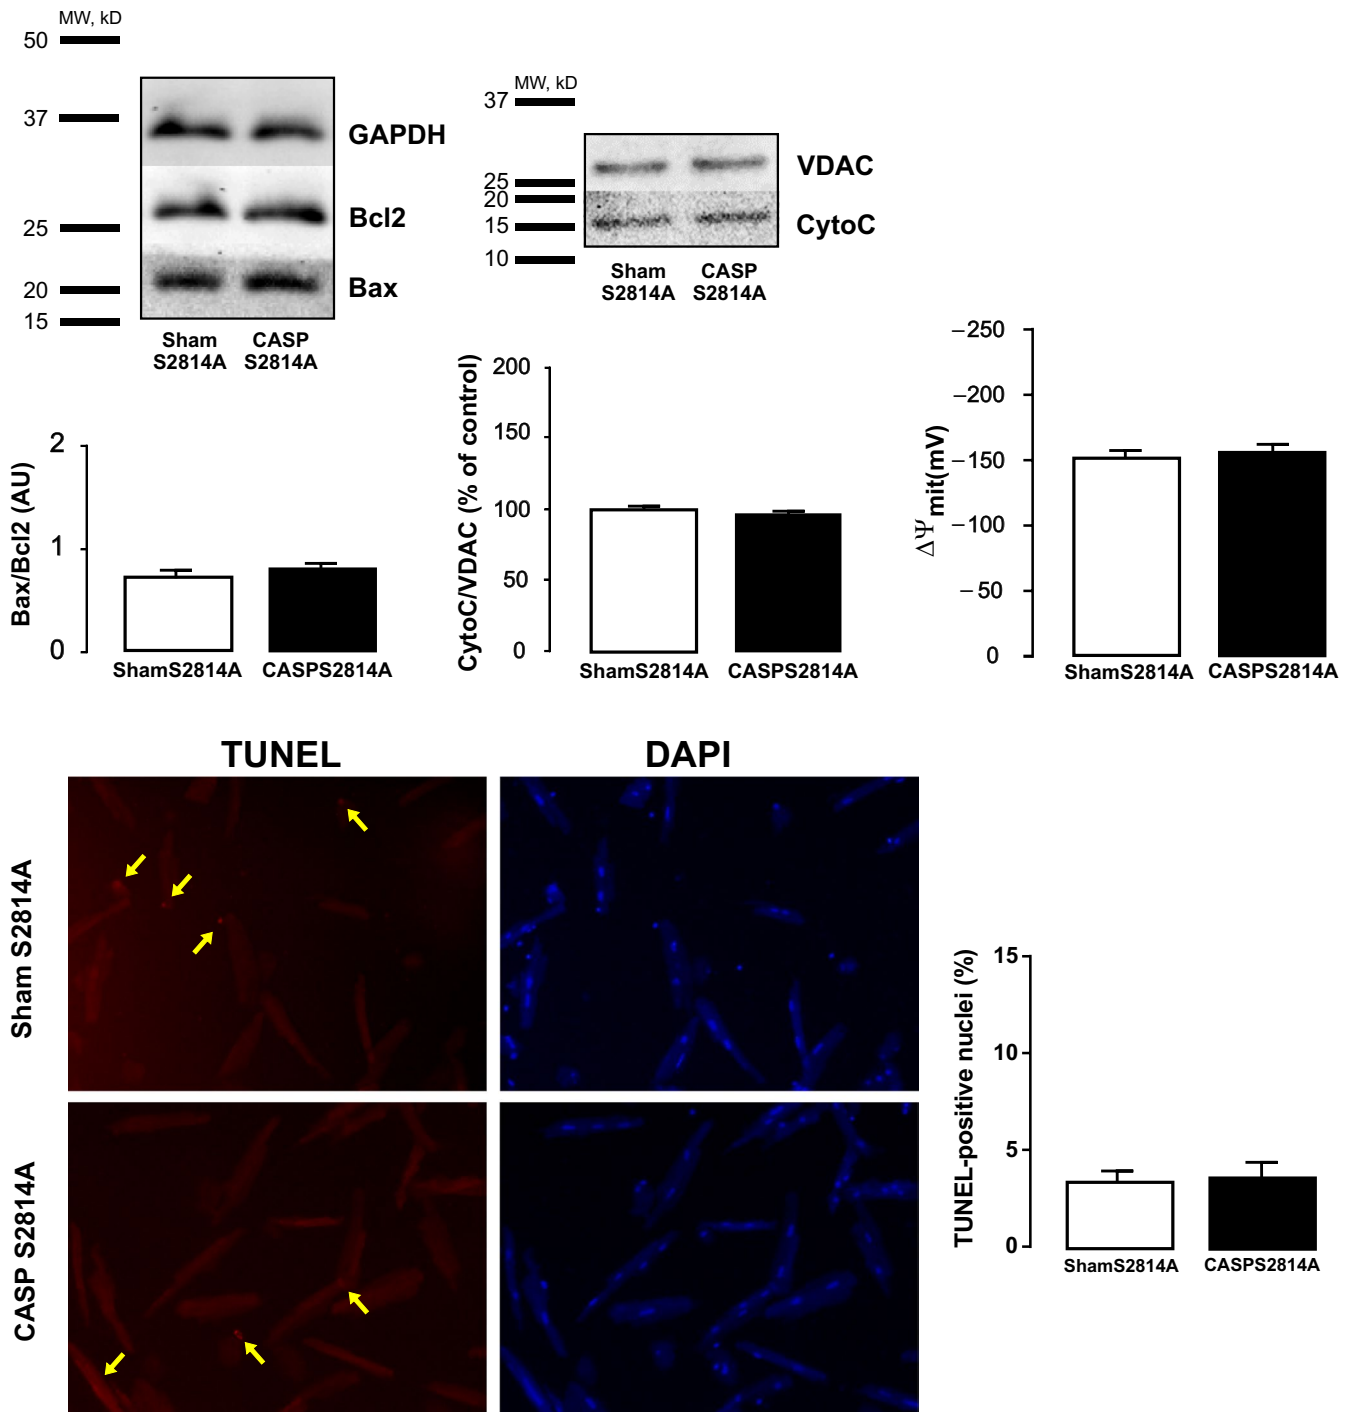 MW, kD
50
37
25
20
15
GAPDH
Bcl2
Bax
Sham
S2814A
CASP
S2814A
MW, kD
37
25
20
15
10
VDAC
CytoC
Sham
S2814A
CASP
S2814A
Bax/Bcl2 (AU)
2
1
0
ShamS2814A
CASPS2814A
CytoC/VDAC (% of control)
200
150
100
50
0
ShamS2814A
CASPS2814A
ΔΨmit(mV)
−250
−200
−150
−100
−50
0
ShamS2814A
CASPS2814A
TUNEL
DAPI
Sham S2814A
CASP S2814A
TUNEL-positive nuclei (%)
15
10
5
0
ShamS2814A
CASPS2814A